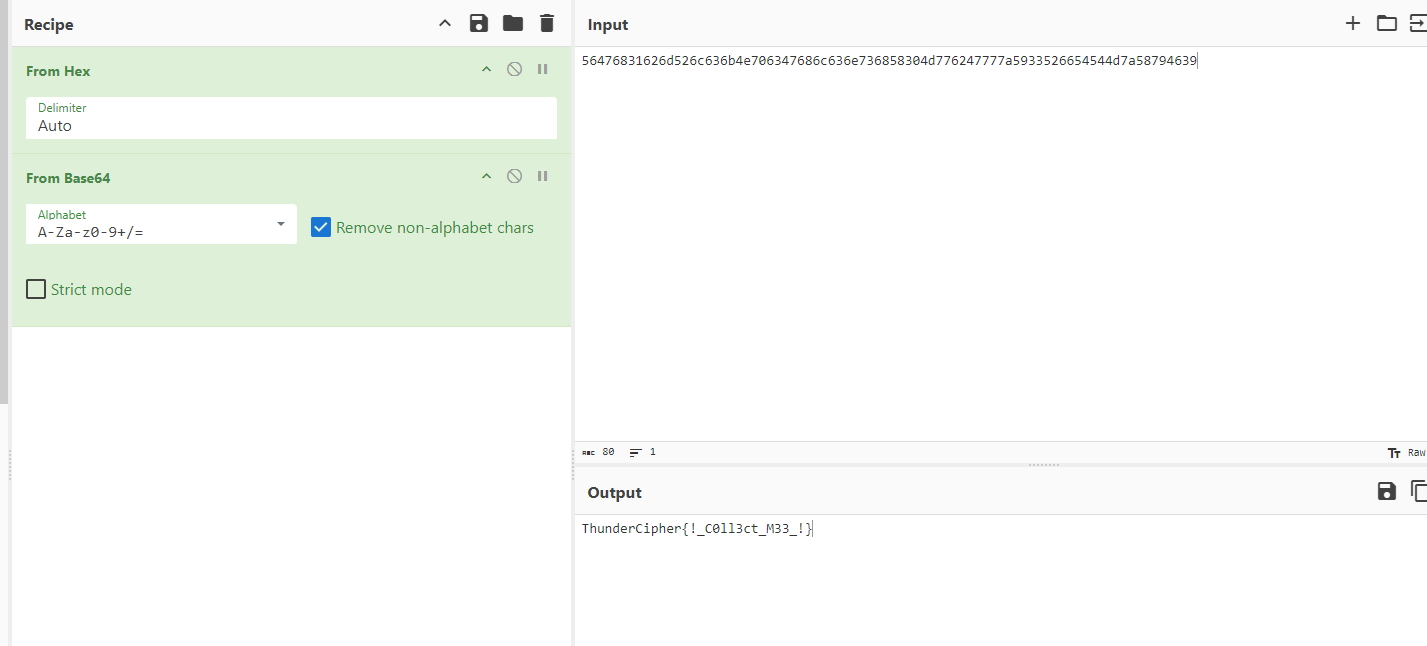 Recipe
Input
From Hex
56476831626d526c636b4e706347686c636e736858304d776247777a5933526654544d7a58794639
Delimiter
Auto
From Base64
Alphabet
A-Za-z0-9+/=
Remove non-alphabet chars
Strict mode
ABC 80 1
Tт Raw
Output
ThunderCipher{!_C0ll3ct_M33_!}